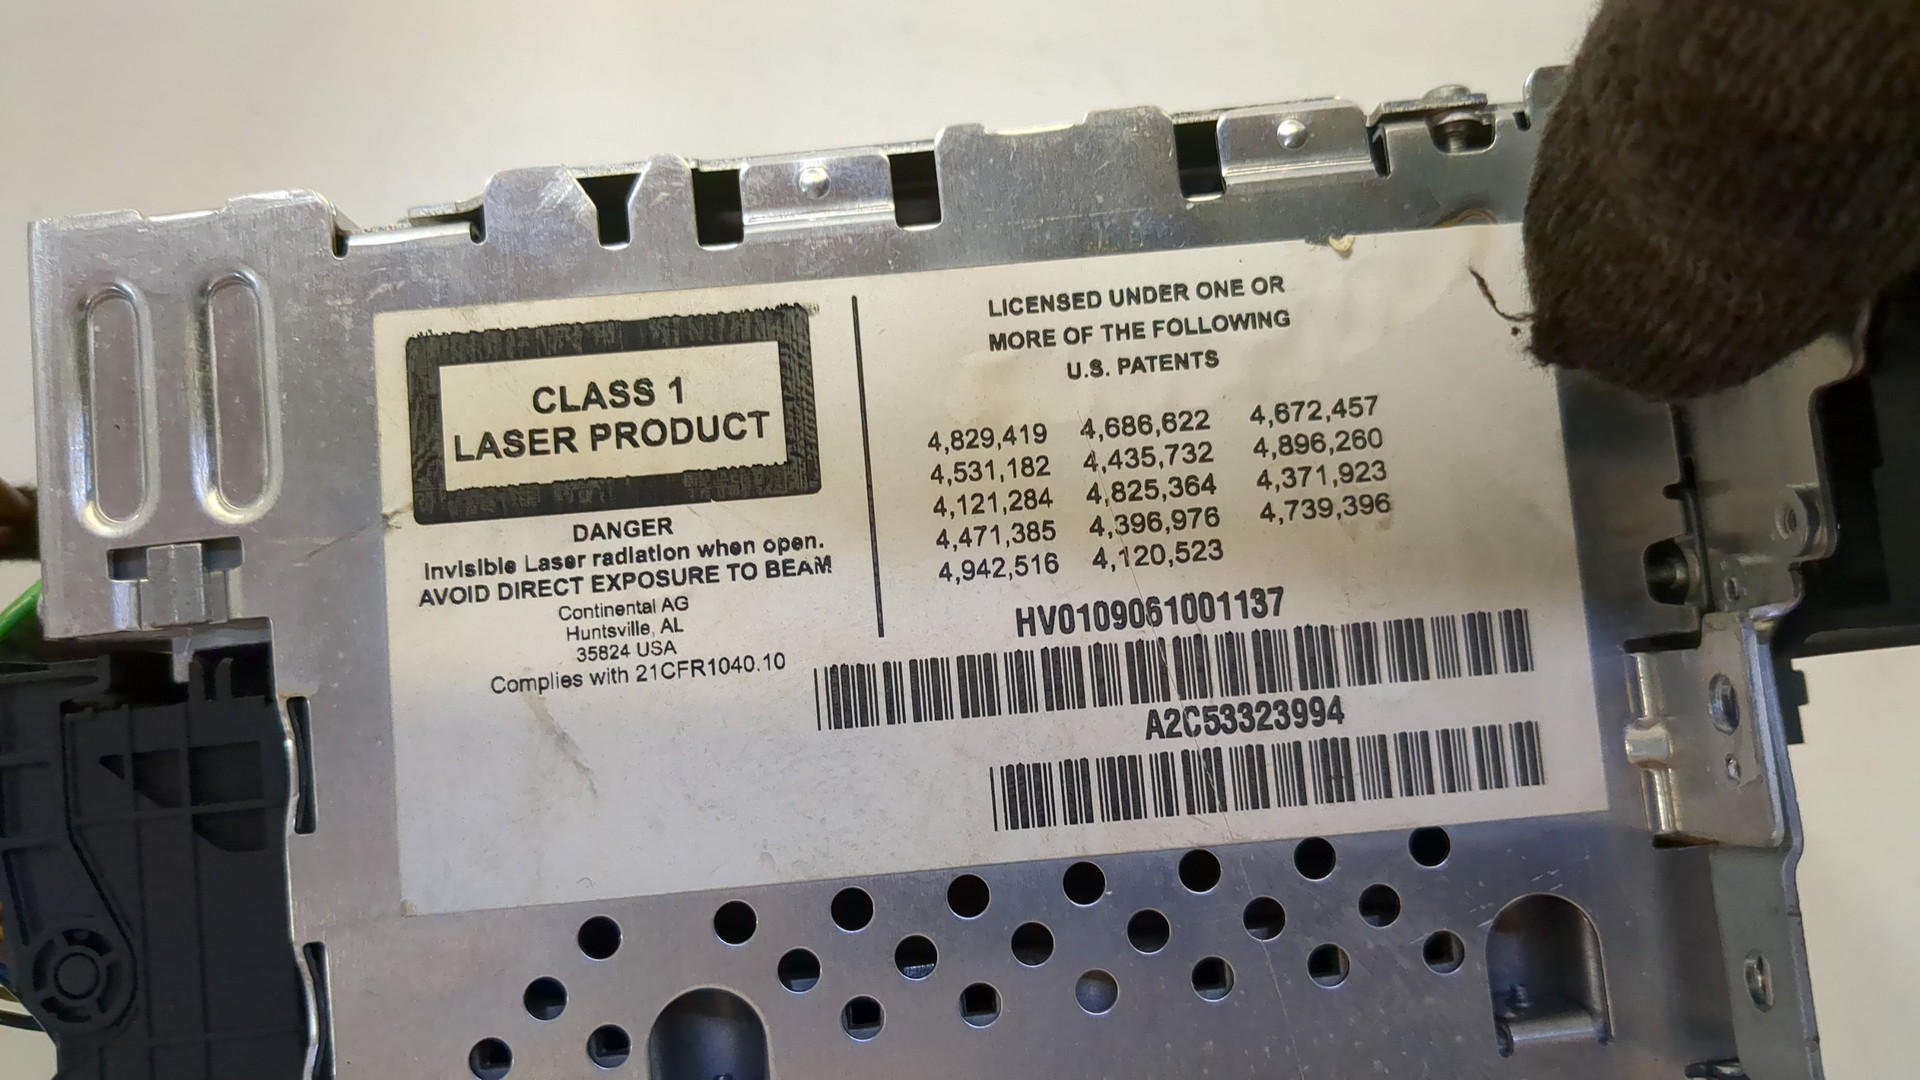 CLASS 1
LASER PRODUCT
DANGER
Invisible Laser radiation when open.
AVOID DIRECT EXPOSURE TO BEAM
Continental AG
Huntsville, AL
35824 USA
Complies with 21CFR1040.10
LICENSED UNDER ONE OR
MORE OF THE FOLLOWING
U.S. PATENTS
4,829,419 4,686,622 4,672,457
4,531,182 4,435,732 4,896,260
4,121,284 4,825,364 4,371,923
4,471,385 4,396,976 4,739,396
4,942,516 4,120,523
HV0109061001137
A2C53323994